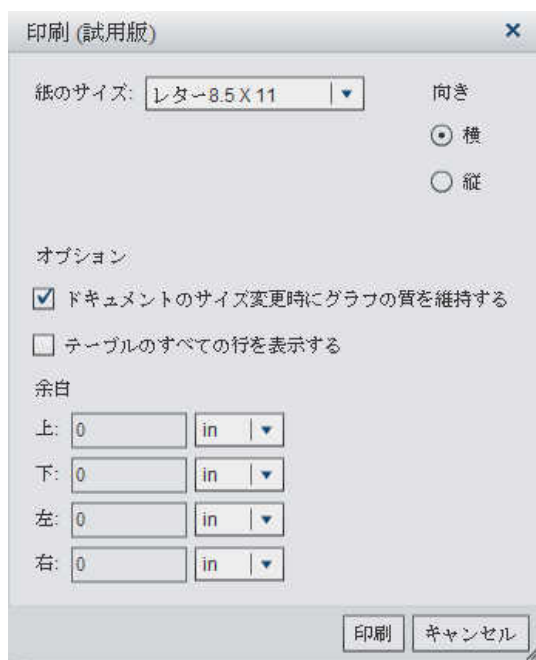 印刷 (試用版)
紙のサイズ: レター8.5 X 11
向き
横
縦
オプション
ドキュメントのサイズ変更時にグラフの質を維持する
テーブルのすべての行を表示する
余白
上: 0 in
下: 0 in
左: 0 in
右: 0 in
印刷 キャンセル